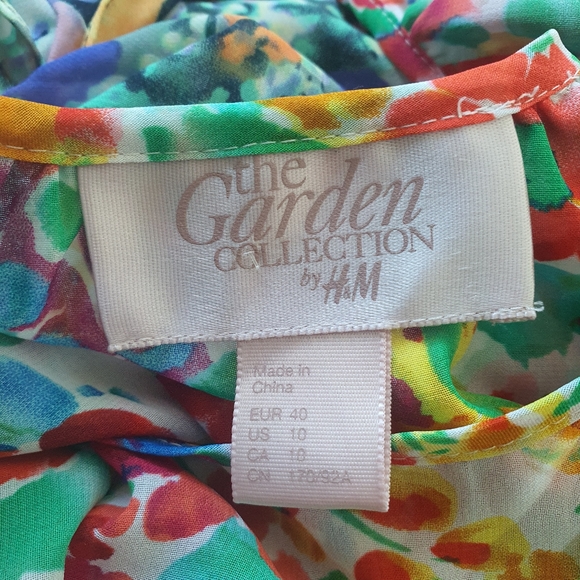 the
Garden
COLLECTION
by H&M
Made in
China
EUR 40
US 10
CA 10
CN 170/92A